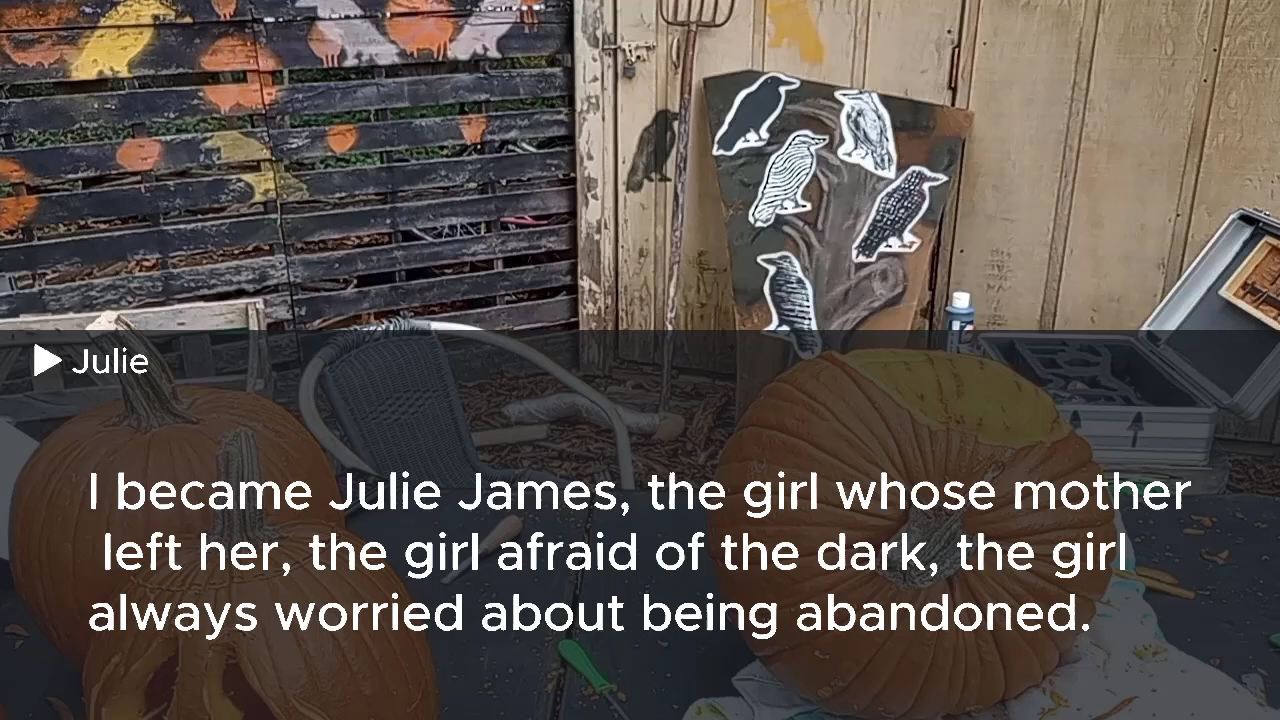 Julie
I became Julie James, the girl whose mother
left her, the girl afraid of the dark, the girl
always worried about being abandoned.